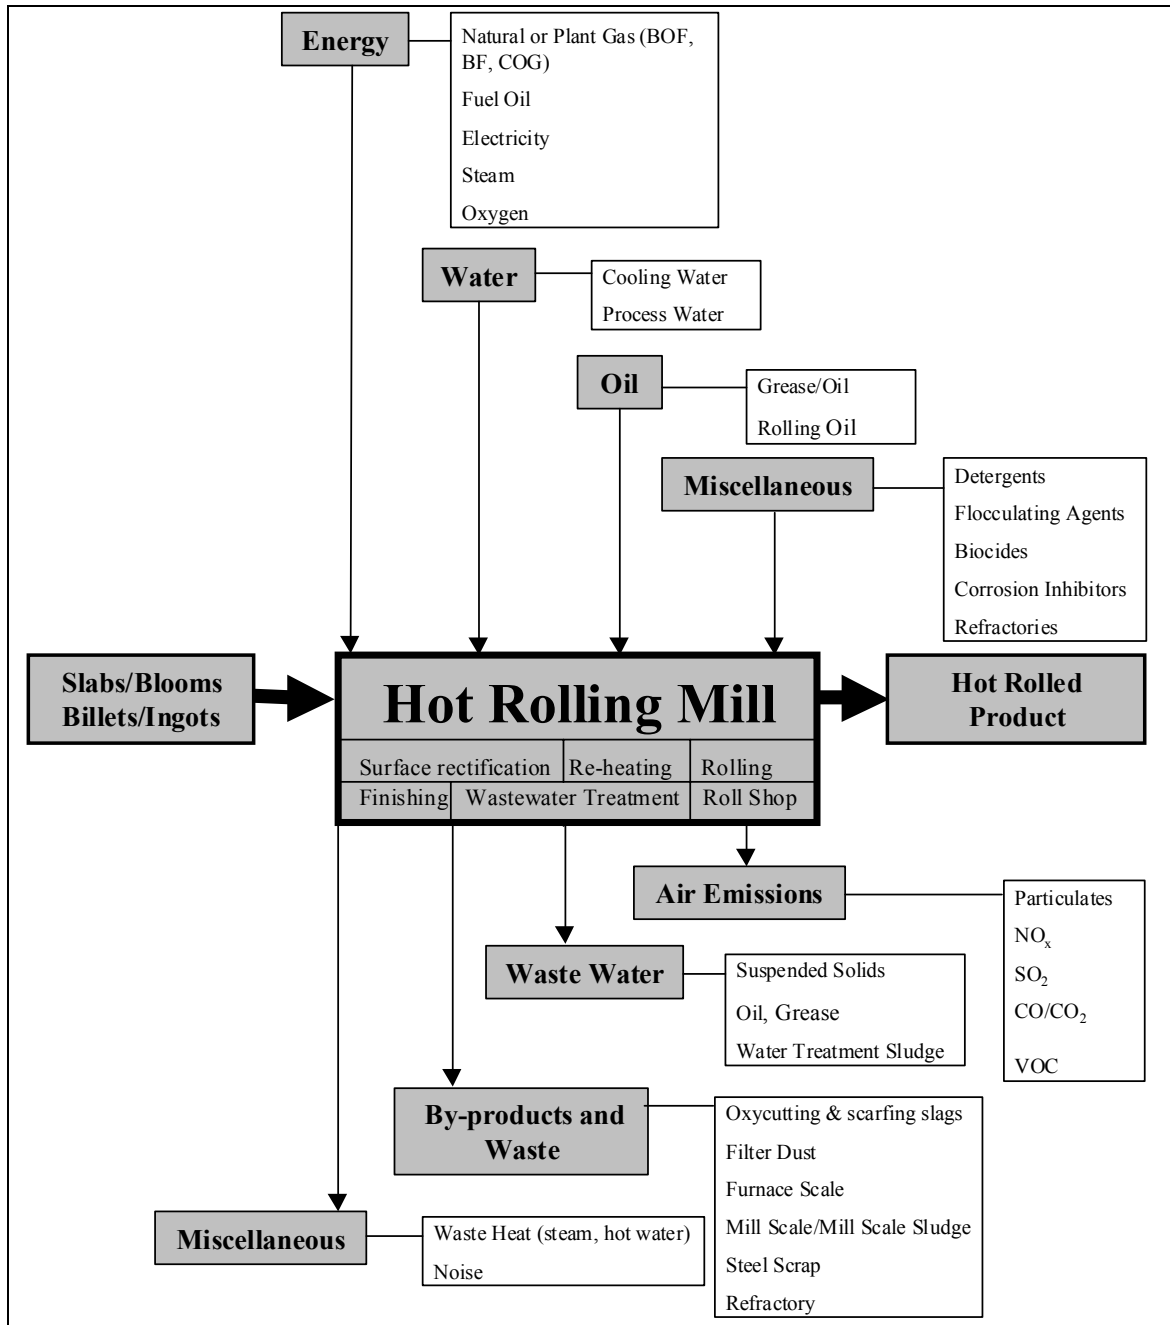 Energy
Natural or Plant Gas (BOF,
BF, COG)
Fuel Oil
Electricity
Steam
Oxygen
Water
Cooling Water
Process Water
Oil
Grease/Oil
Rolling Oil
Miscellaneous
Detergents
Flocculating Agents
Biocides
Corrosion Inhibitors
Refractories
Slabs/Blooms
Billets/Ingots
Hot Rolling Mill
Surface rectification
Re-heating
Rolling
Finishing
Wastewater Treatment
Roll Shop
Hot Rolled
Product
Air Emissions
Particulates
NOx
SO2
CO/CO2
VOC
Waste Water
Suspended Solids
Oil, Grease
Water Treatment Sludge
By-products and
Waste
Oxycutting & scarfing slags
Filter Dust
Furnace Scale
Mill Scale/Mill Scale Sludge
Steel Scrap
Refractory
Miscellaneous
Waste Heat (steam, hot water)
Noise